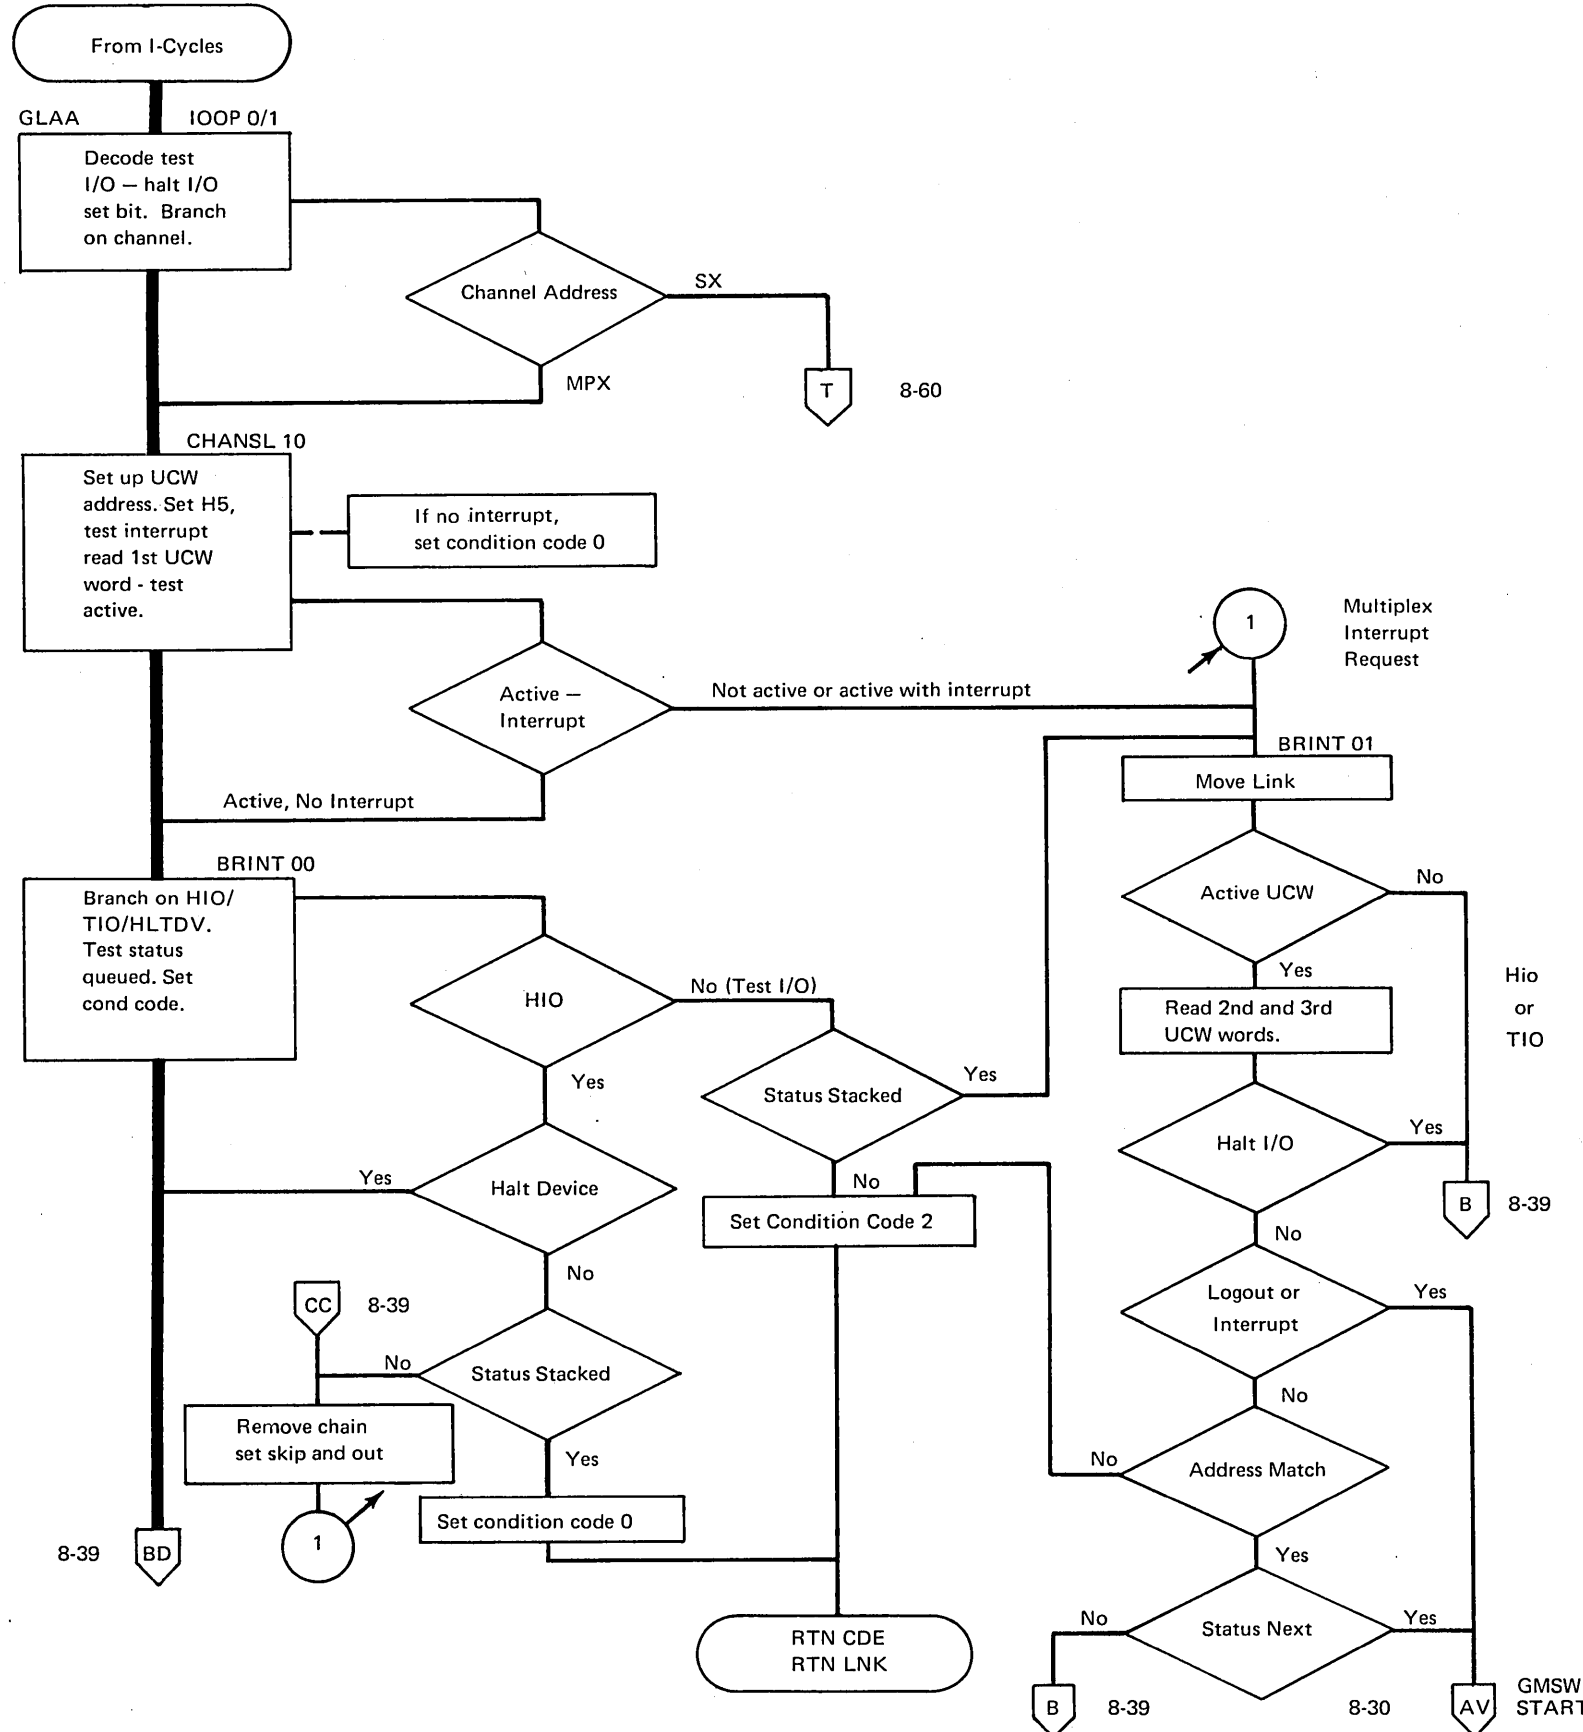 From I-Cycles
GLAA
IOOP 0/1
Decode test
I/O — halt I/O
set bit. Branch
on channel.
Channel Address
SX
MPX
T
8-60
CHANSL 10
Set up UCW
address. Set H5,
test interrupt
read 1st UCW
word - test
active.
If no interrupt,
set condition code 0
Active —
Interrupt
Not active or active with interrupt
Active, No Interrupt
1
Multiplex
Interrupt
Request
BRINT 01
Move Link
Active UCW
No
Yes
Read 2nd and 3rd
UCW words.
Hio
or
TIO
Halt I/O
Yes
No
B
8-39
Logout or
Interrupt
Yes
No
Address Match
No
Yes
Status Next
No
Yes
B
8-39
8-30
AV
GMSW
START
BRINT 00
Branch on HIO/
TIO/HLTDV.
Test status
queued. Set
cond code.
HIO
No (Test I/O)
Yes
Status Stacked
Yes
No
Set Condition Code 2
Halt Device
Yes
No
CC
8-39
Status Stacked
No
Yes
Remove chain
set skip and out
1
Set condition code 0
8-39
BD
RTN CDE
RTN LNK